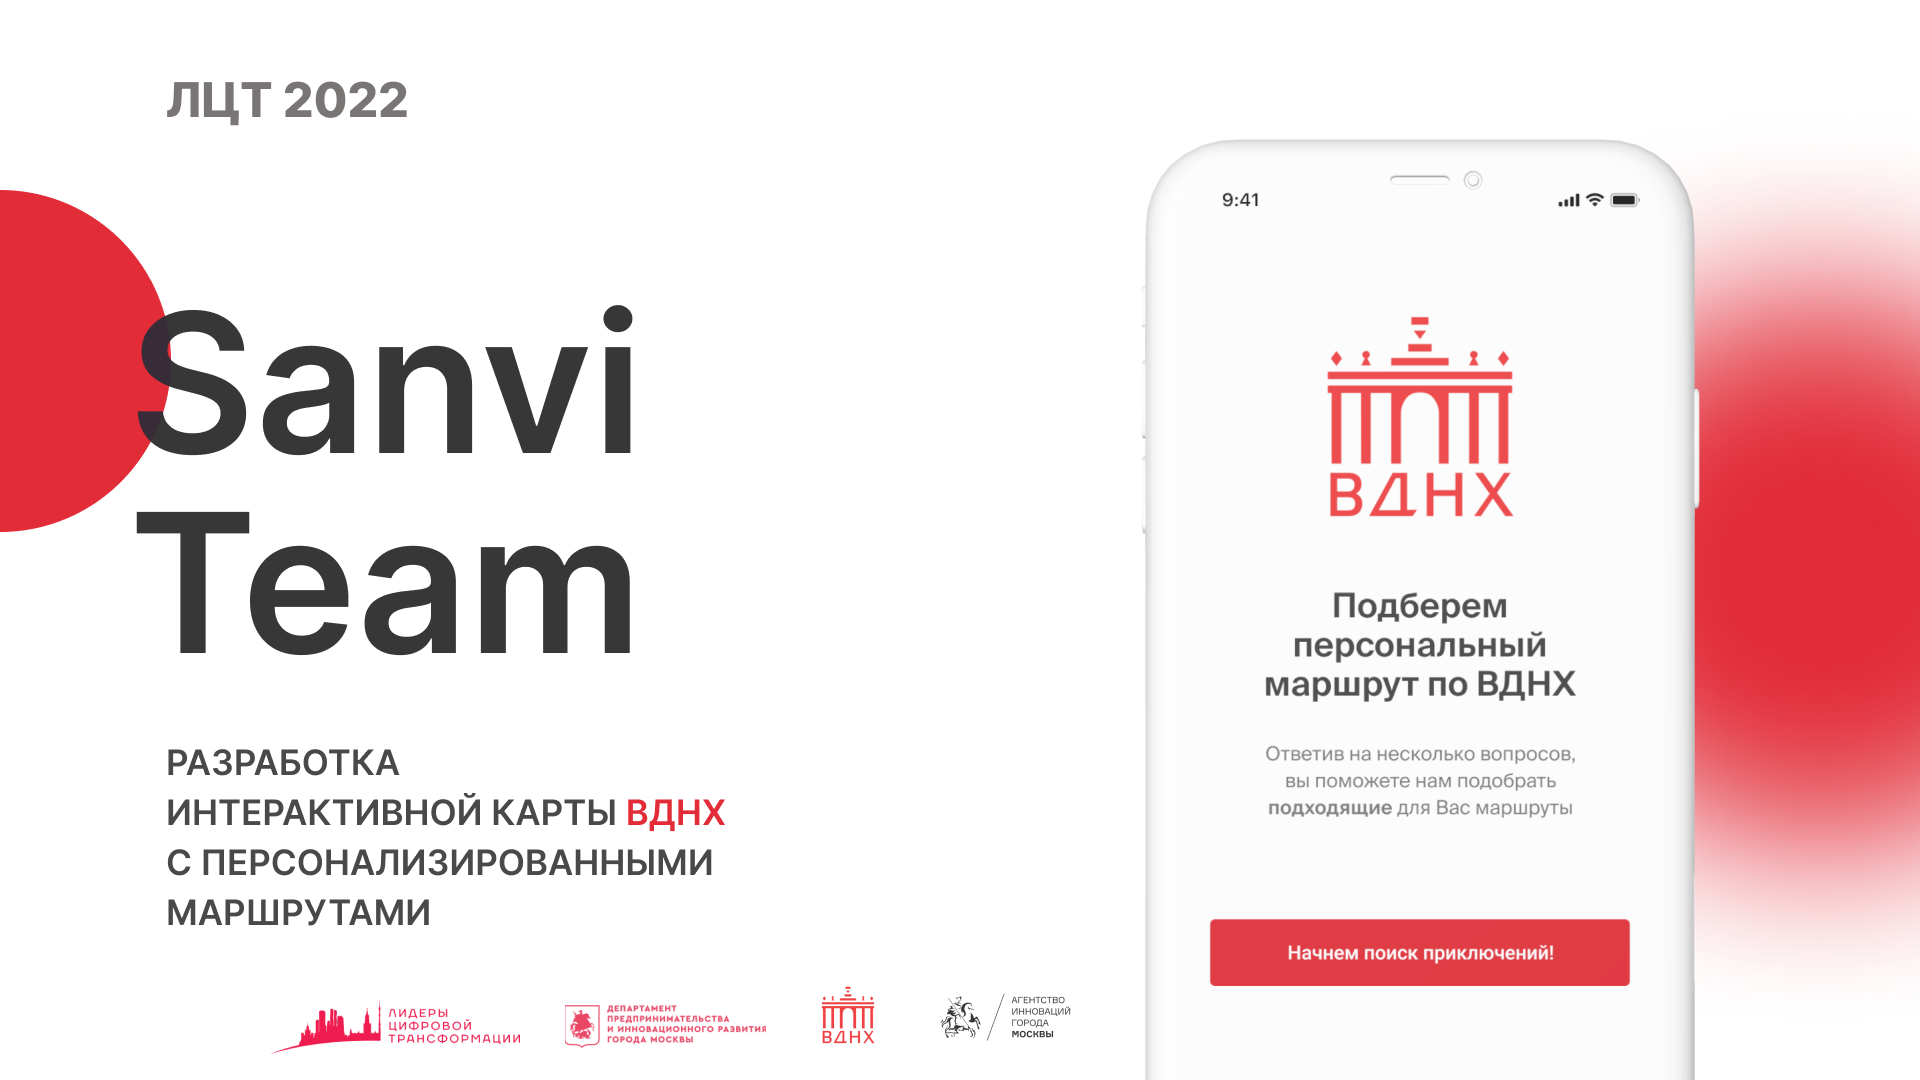 ЛЦТ 2022
Sanvi
Team
РАЗРАБОТКА
ИНТЕРАКТИВНОЙ КАРТЫ ВДНХ
С ПЕРСОНАЛИЗИРОВАННЫМИ
МАРШРУТАМИ
ЛИДЕРЫ
ЦИФРОВОЙ
ТРАНСФОРМАЦИИ
ДЕПАРТАМЕНТ
ПРЕДПРИНИМАТЕЛЬСТВА
И ИННОВАЦИОННОГО РАЗВИТИЯ
ГОРОДА МОСКВЫ
ВДНХ
АГЕНТСТВО
ИННОВАЦИЙ
ГОРОДА
МОСКВЫ
9:41
ВДНХ
Подберем
персональный
маршрут по ВДНХ
Ответив на несколько вопросов,
вы поможете нам подобрать
подходящие для Вас маршруты
Начнем поиск приключений!